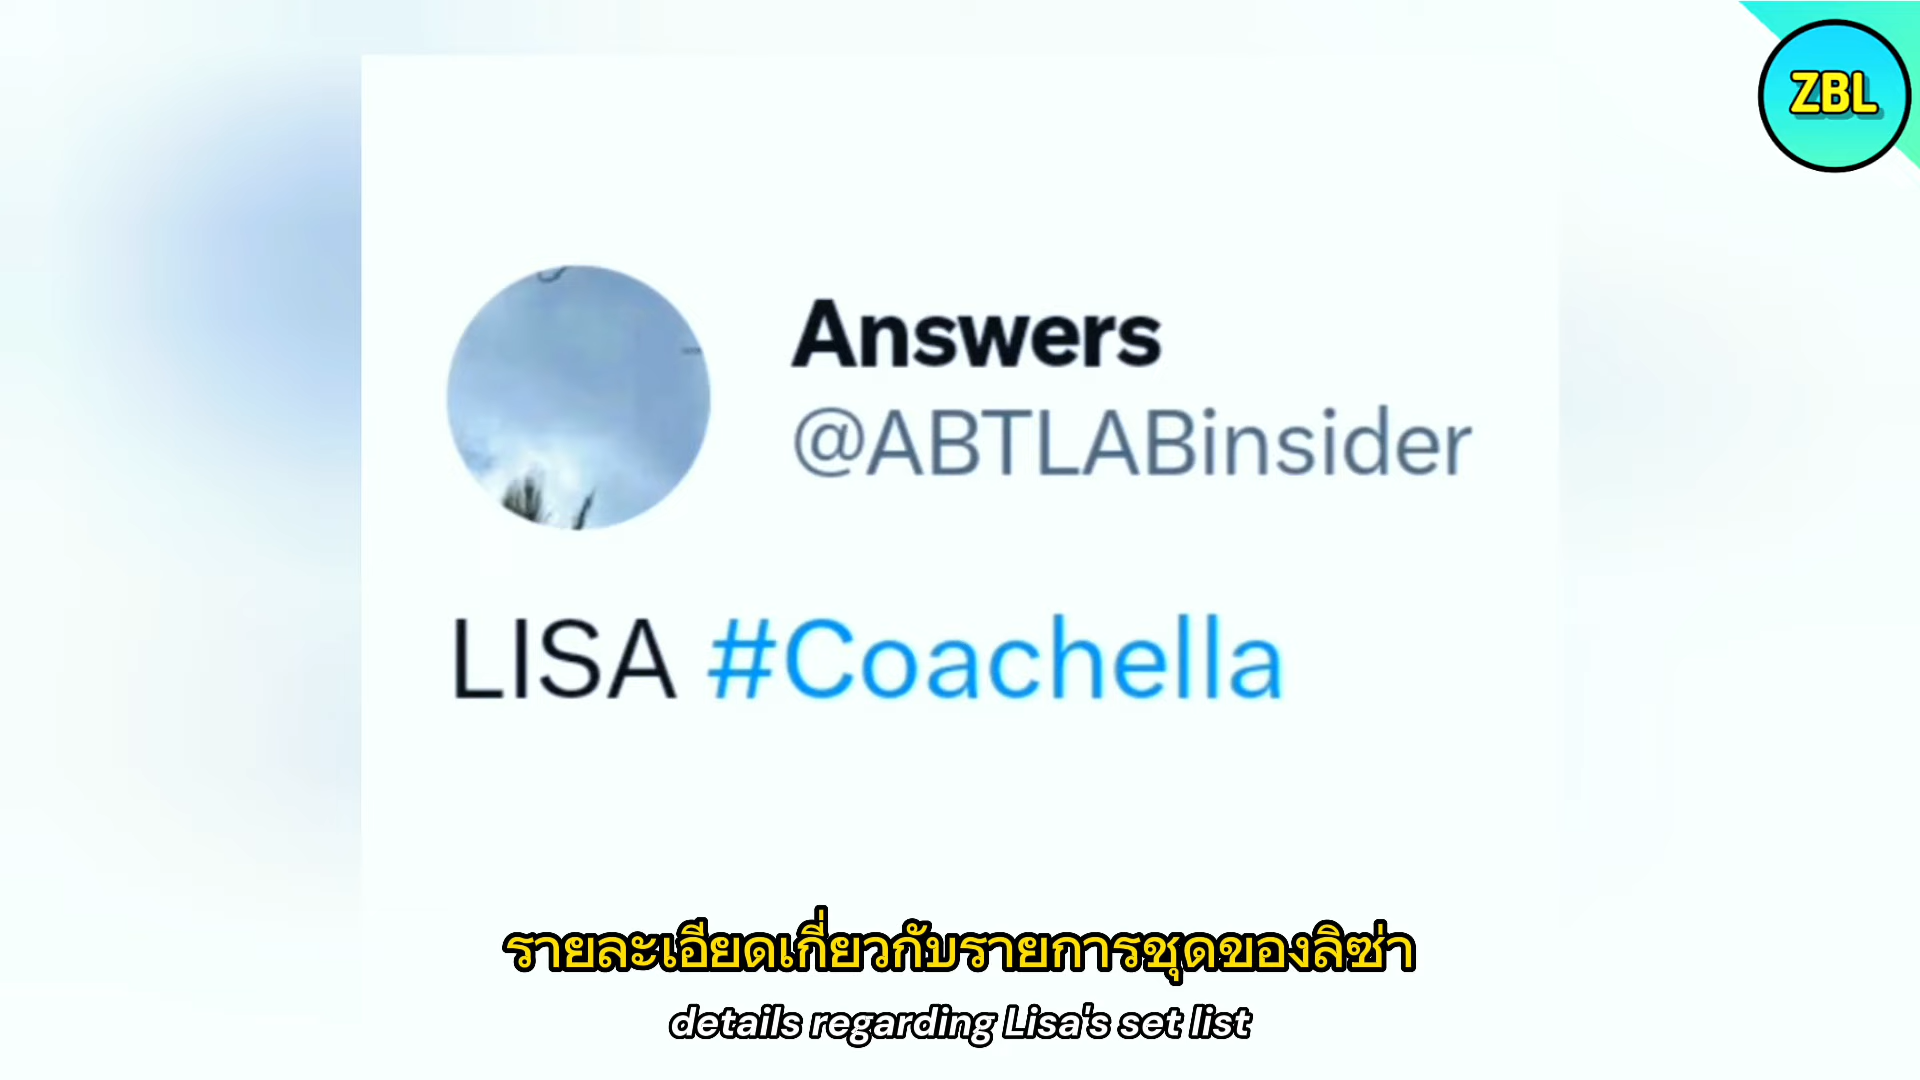 ZBL
Answers
@ABTLABinsider
LISA #Coachella
รายละเอียดเกี่ยวกับรายการชุดของลิซ่า
details regarding Lisa's set list